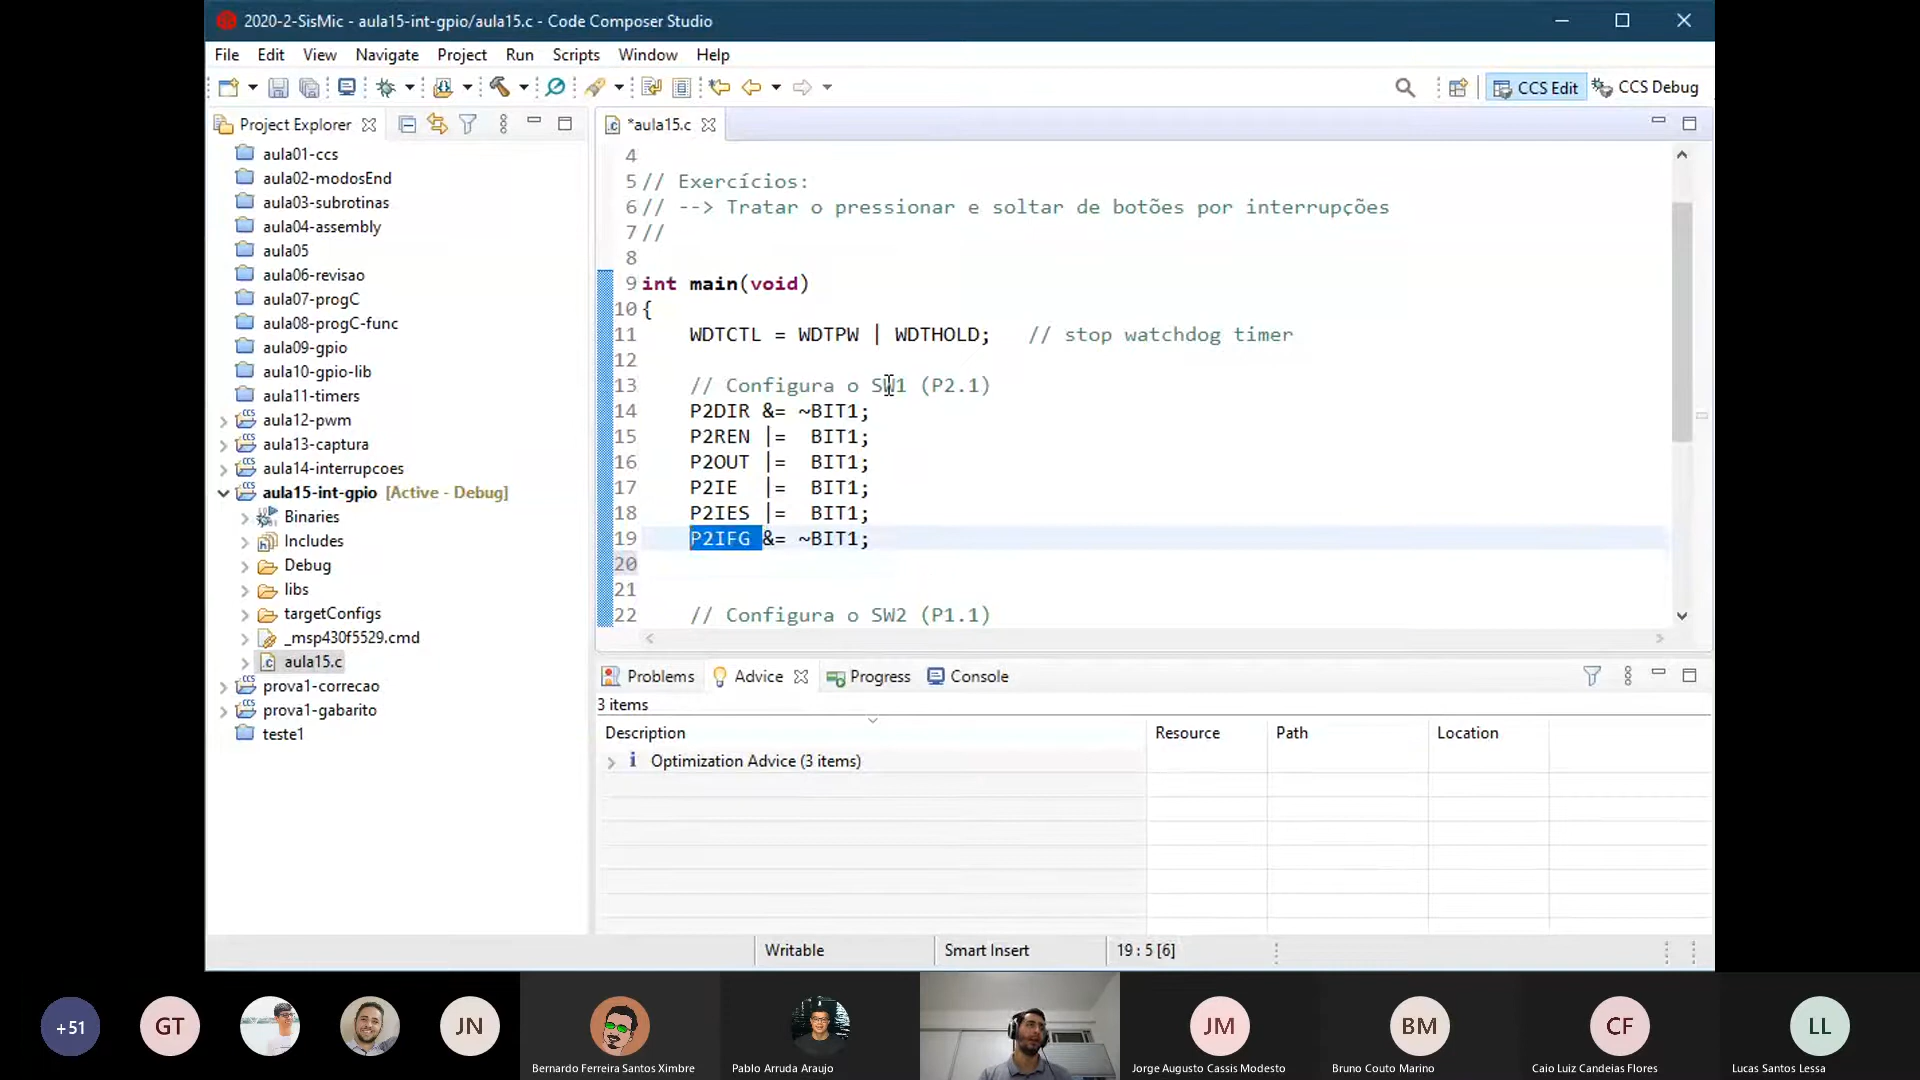 2020-2-SisMic - aula15-int-gpio/aula15.c - Code Composer Studio
File Edit View Navigate Project Run Scripts Window Help
CCS Edit CCS Debug
Project Explorer
aula01-ccs
aula02-modosEnd
aula03-subrotinas
aula04-assembly
aula05
aula06-revisao
aula07-progC
aula08-progC-func
aula09-gpio
aula10-gpio-lib
aula11-timers
aula12-pwm
aula13-captura
aula14-interrupcoes
aula15-int-gpio [Active - Debug]
Binaries
Includes
Debug
libs
targetConfigs
_msp430f5529.cmd
aula15.c
prova1-correcao
prova1-gabarito
teste1
*aula15.c
4
5 // Exercícios:
6 // --> Tratar o pressionar e soltar de botões por interrupções
7 //
8
9 int main(void)
10 {
11 WDTCTL = WDTPW | WDTHOLD; // stop watchdog timer
12
13 // Configura o SW1 (P2.1)
14 P2DIR &= ~BIT1;
15 P2REN |= BIT1;
16 P2OUT |= BIT1;
17 P2IE |= BIT1;
18 P2IES |= BIT1;
19 P2IFG &= ~BIT1;
20
21
22 // Configura o SW2 (P1.1)
Problems Advice Progress Console
3 items
Description Resource Path Location
Optimization Advice (3 items)
Writable Smart Insert 19 : 5 [6]
+51 GT JN JM BM CF LL
Bernardo Ferreira Santos Ximbre Pablo Arruda Araujo Jorge Augusto Cassis Modesto Bruno Couto Marino Caio Luiz Candeias Flores Lucas Santos Lessa